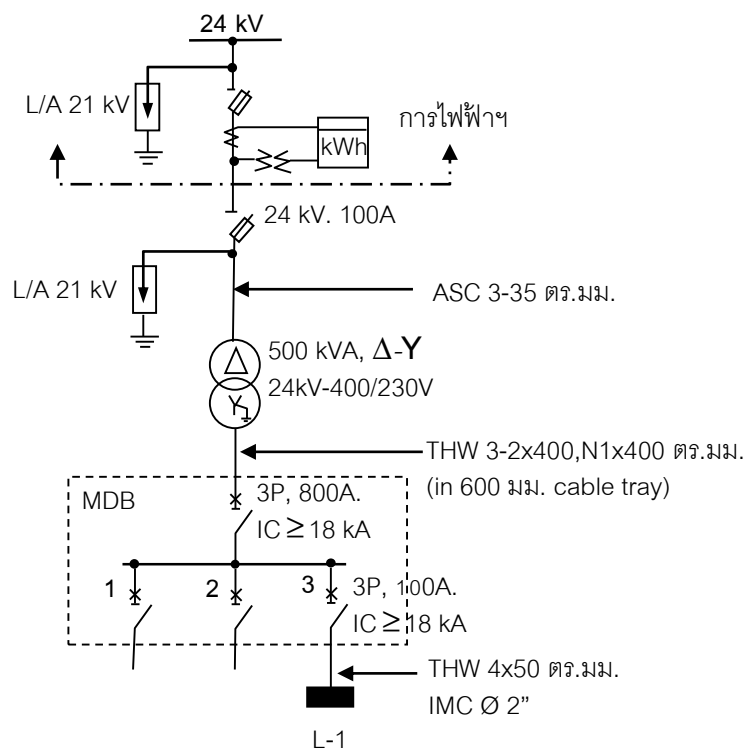 24 kV
L/A 21 kV
การไฟฟ้าฯ
kWh
24 kV. 100A
L/A 21 kV
ASC 3-35 ตร.มม.
500 kVA, Δ-Y
24kV-400/230V
THW 3-2x400,N1x400 ตร.มม.
(in 600 มม. cable tray)
MDB
3P, 800A.
IC ≥ 18 kA
1 2 3
3P, 100A.
IC ≥ 18 kA
THW 4x50 ตร.มม.
IMC Ø 2”
L-1